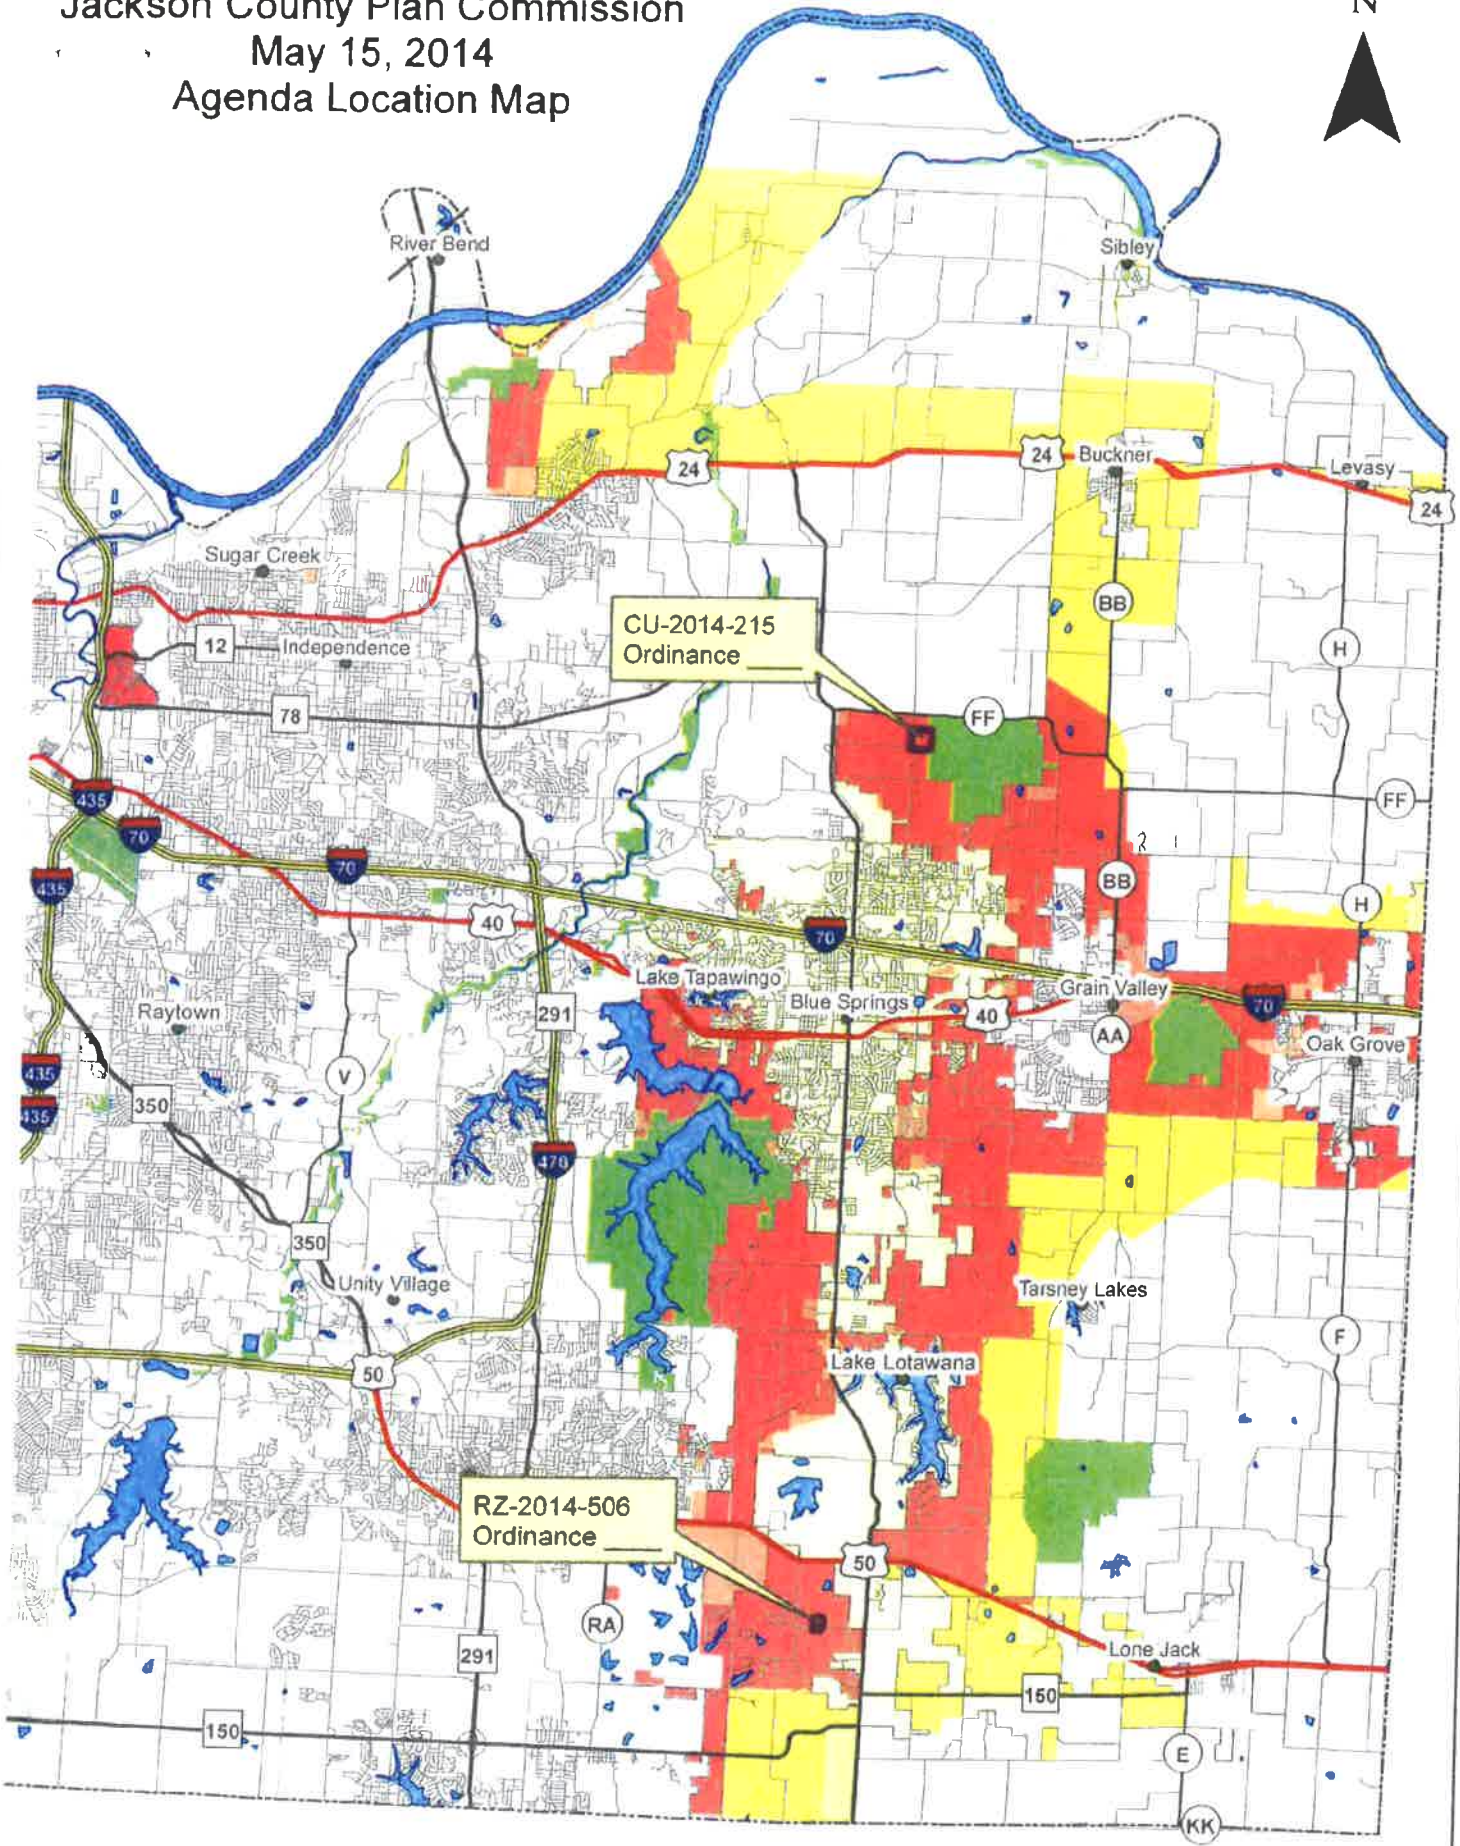 Jackson County Plan Commission
May 15, 2014
Agenda Location Map
N
River Bend
Sibley
24
24
Buckner
Levasy
24
Sugar Creek
12
Independence
BB
H
CU-2014-215
Ordinance ____
78
FF
435
70
FF
435
70
BB
H
40
70
Lake Tapawingo
Blue Springs
Grain Valley
70
291
40
Raytown
AA
Oak Grove
435
V
350
435
470
350
Unity Village
Tarsney Lakes
F
50
Lake Lotawana
RZ-2014-506
Ordinance ____
50
RA
291
Lone Jack
150
150
E
KK